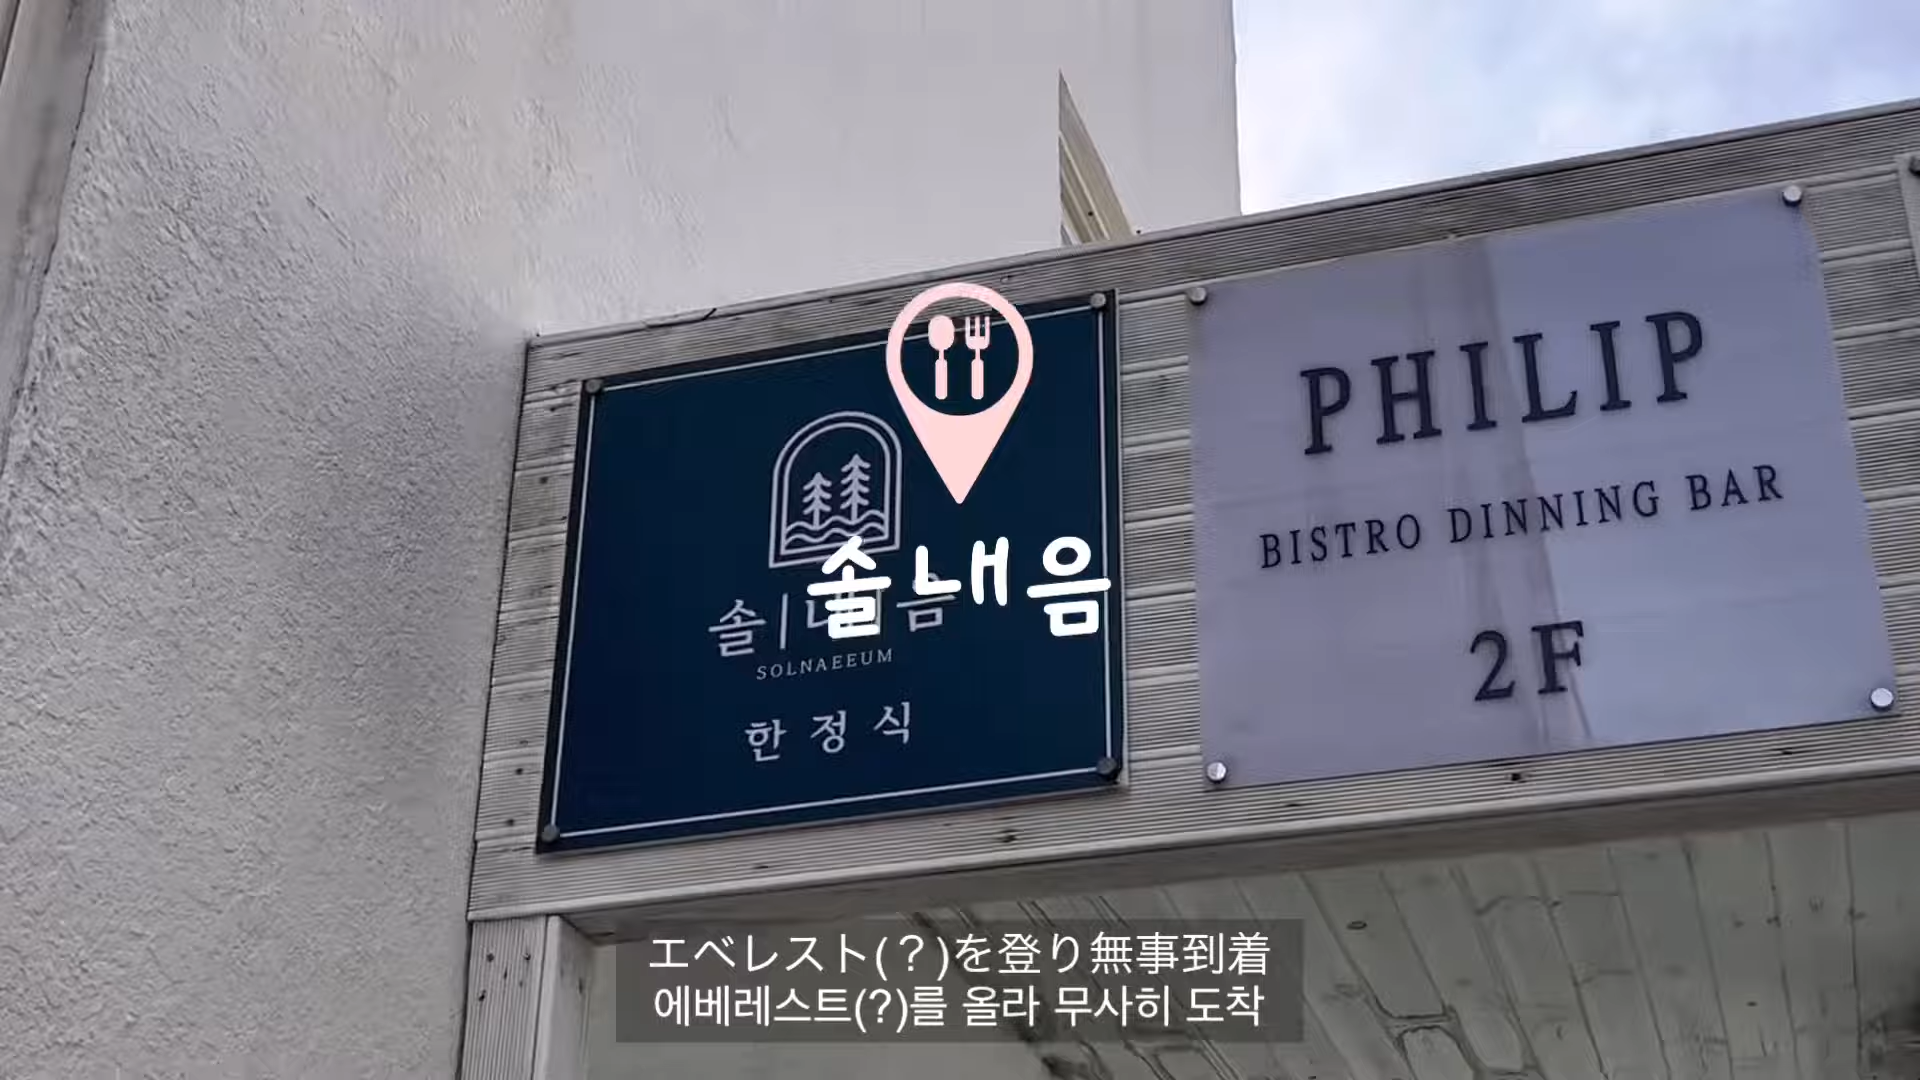 솔내음
솔|내음
SOLNAEEUM
한정식
PHILIP
BISTRO DINNING BAR
2F
エベレスト(？)を登り無事到着
에베레스트(?)를 올라 무사히 도착